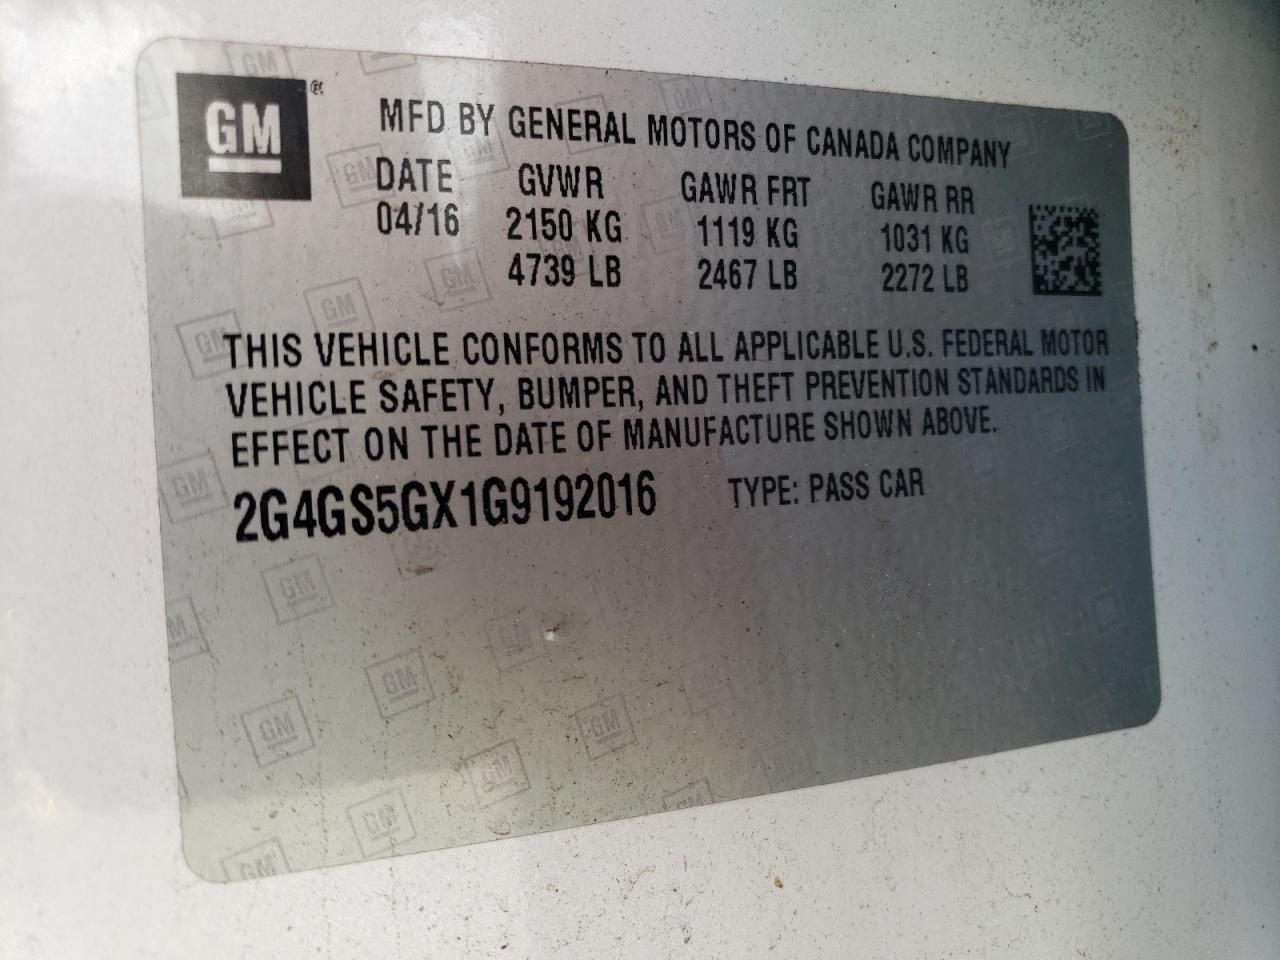 GM®
MFD BY GENERAL MOTORS OF CANADA COMPANY
DATE GVWR GAWR FRT GAWR RR
04/16 2150 KG 1119 KG 1031 KG
4739 LB 2467 LB 2272 LB
THIS VEHICLE CONFORMS TO ALL APPLICABLE U.S. FEDERAL MOTOR
VEHICLE SAFETY, BUMPER, AND THEFT PREVENTION STANDARDS IN
EFFECT ON THE DATE OF MANUFACTURE SHOWN ABOVE.
2G4GS5GX1G9192016 TYPE: PASS CAR